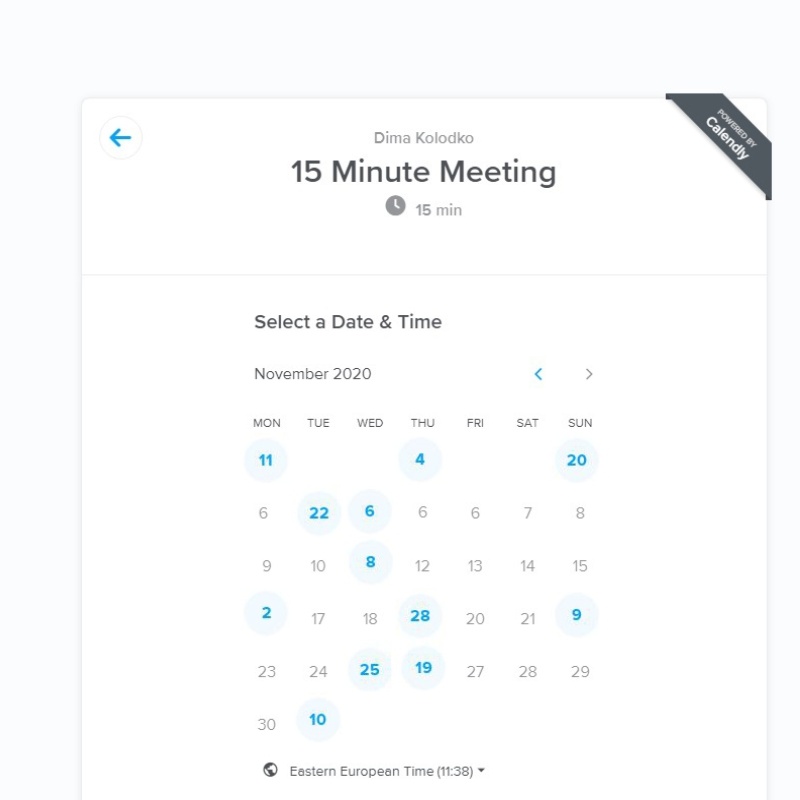 POWERED BY
Calendly
Dima Kolodko
15 Minute Meeting
15 min
Select a Date & Time
November 2020
MON TUE WED THU FRI SAT SUN
11 4 20
6 22 6 6 6 7 8
9 10 8 12 13 14 15
2 17 18 28 20 21 9
23 24 25 19 27 28 29
30 10
Eastern European Time (11:38)